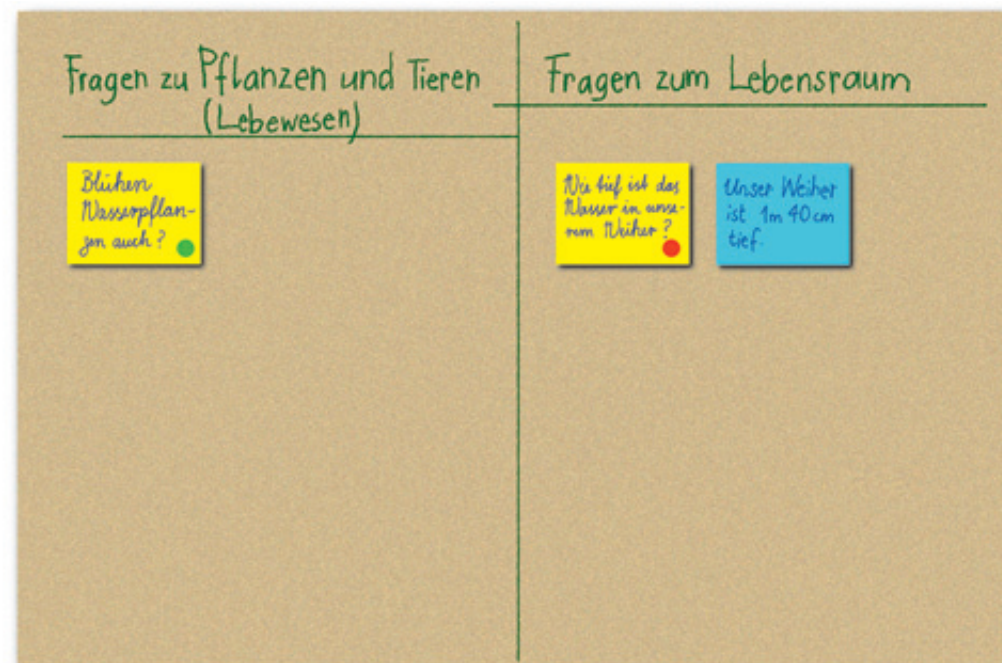 Fragen zu Pflanzen und Tieren
(Lebewesen)
Blühen
Wasserpflan-
zen auch?
Fragen zum Lebensraum
Wie tief ist das
Wasser in unse-
rem Weiher?
Unser Weiher
ist 1m 40cm
tief.